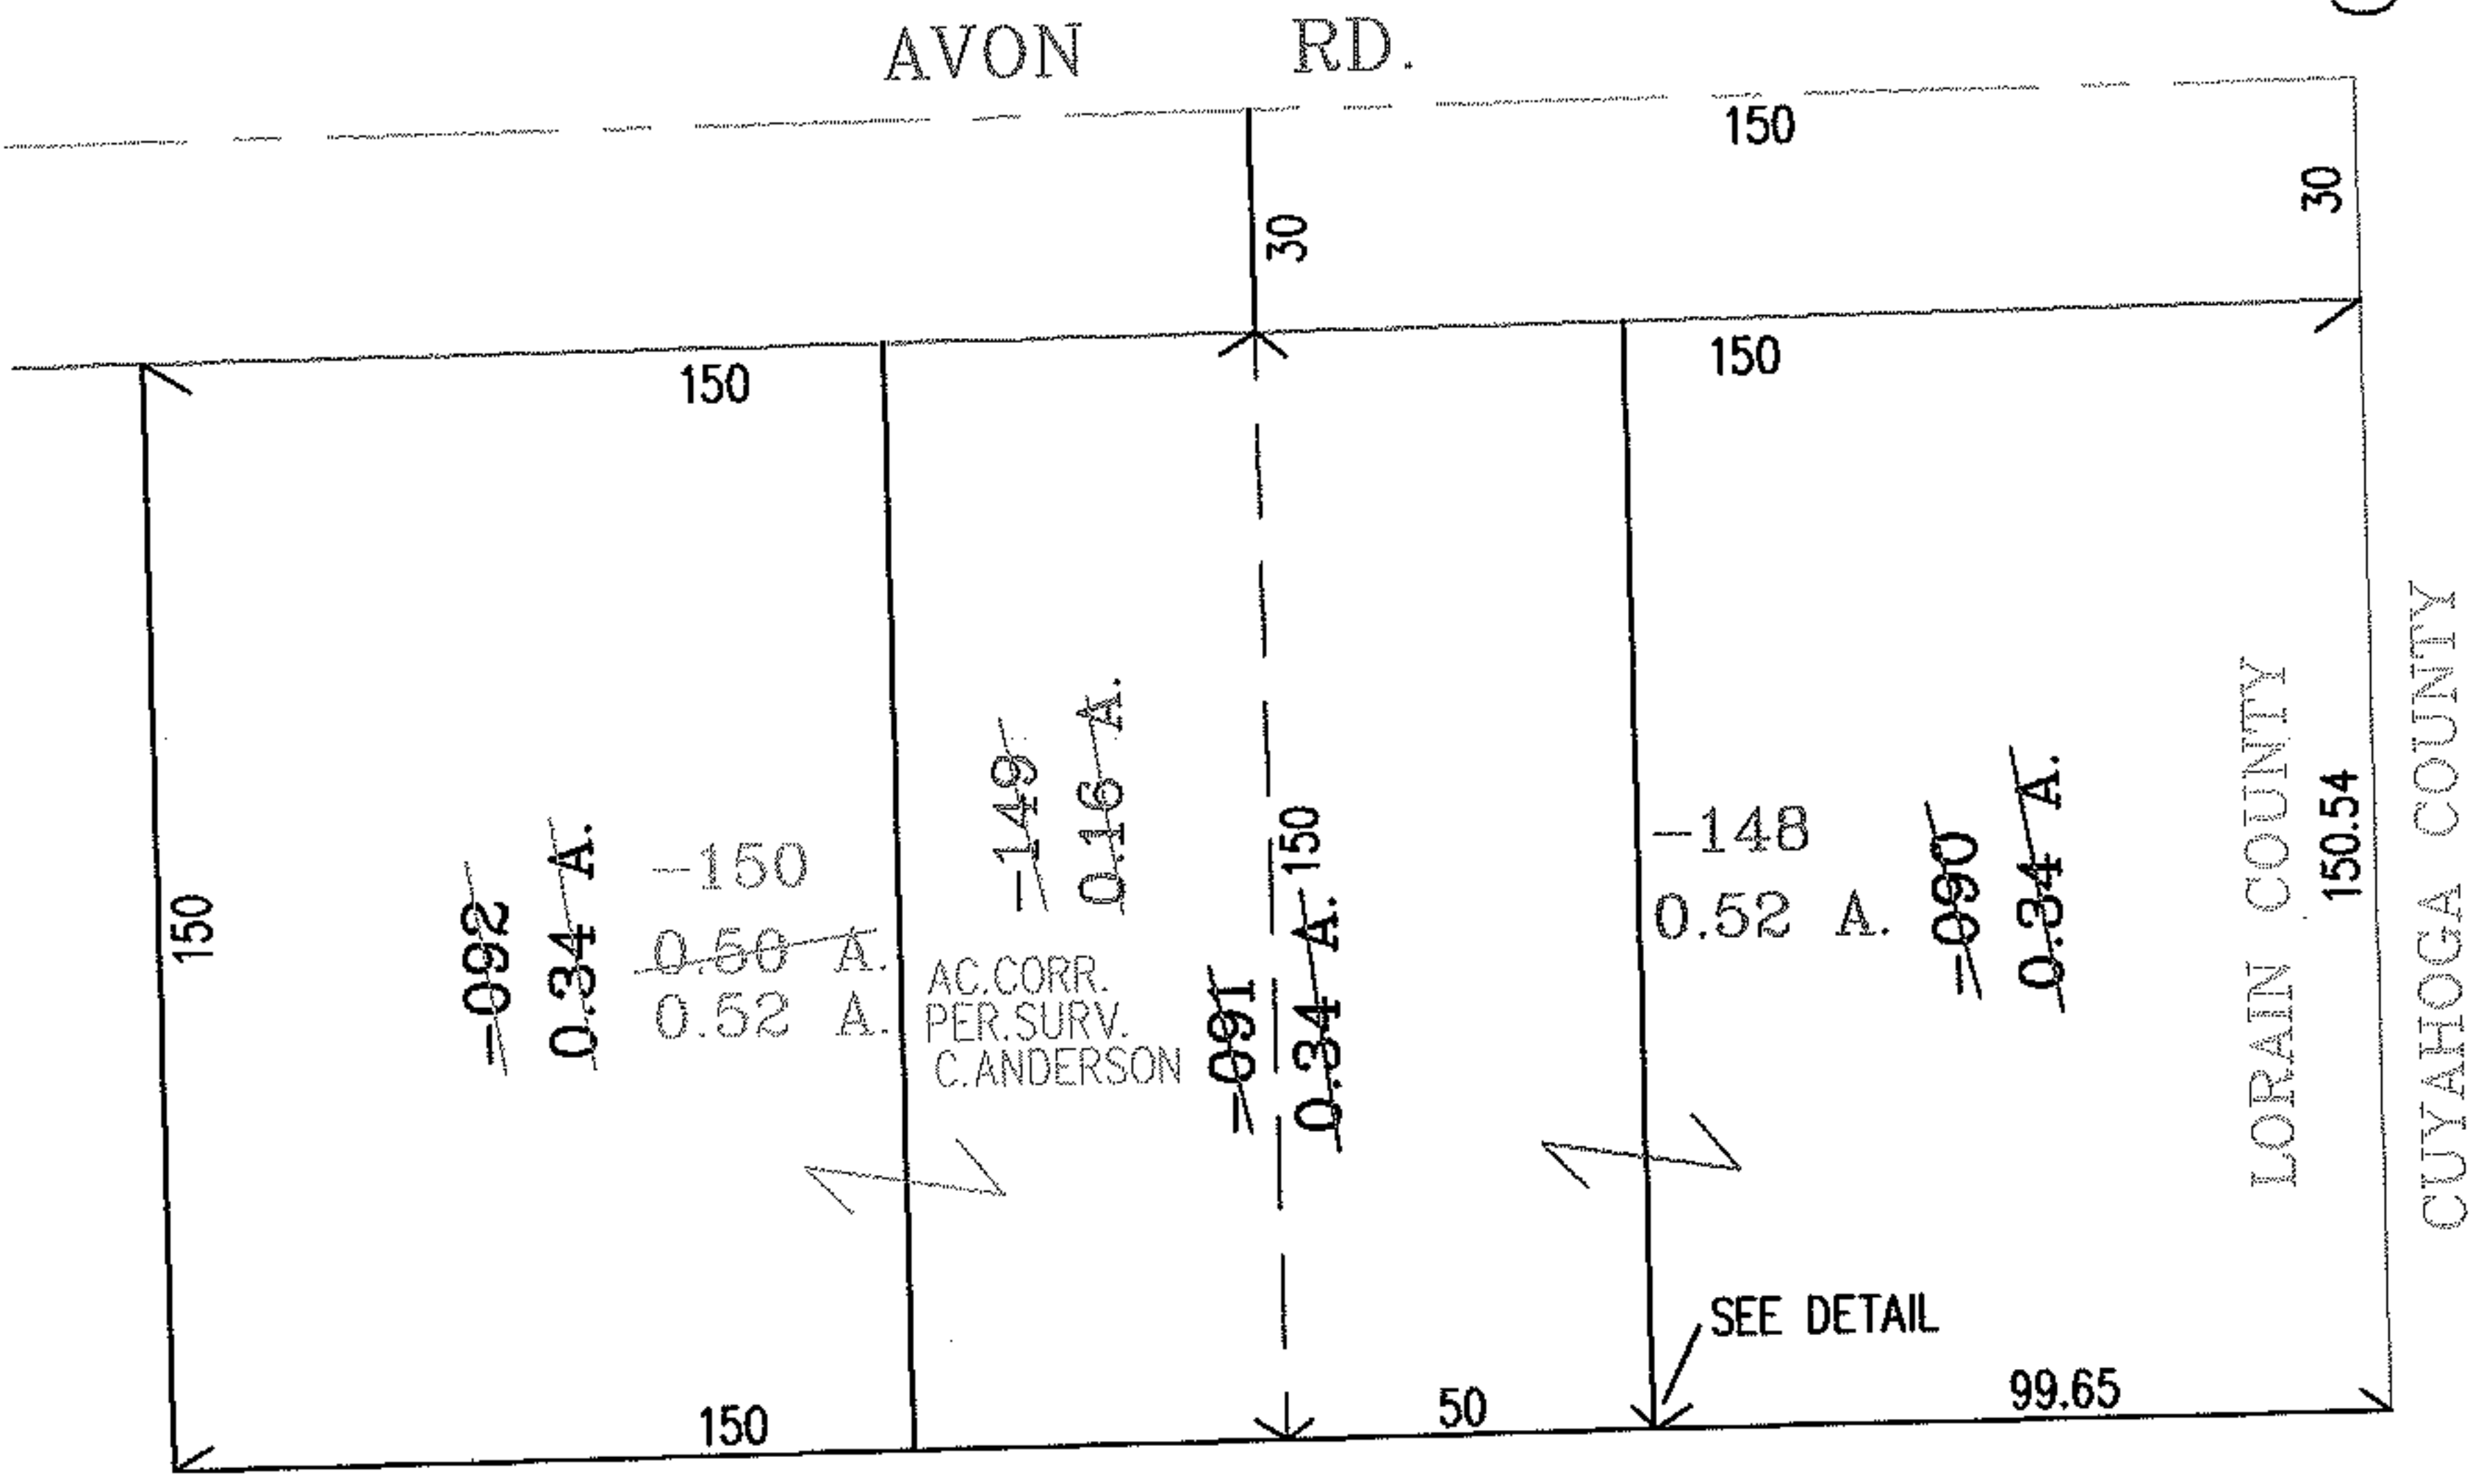 AVON RD.
150
30
30
150
150
-149
0.16 A.
-092
0.34 A.
-150
0.50 A.
0.52 A.
AC.CORR.
PER.SURV.
C.ANDERSON
-091
0.34 A.
150
-148
0.52 A.
-090
0.34 A.
LORAIN COUNTY
150.54
CUYAHOGA COUNTY
150
SEE DETAIL
150
50
99.65